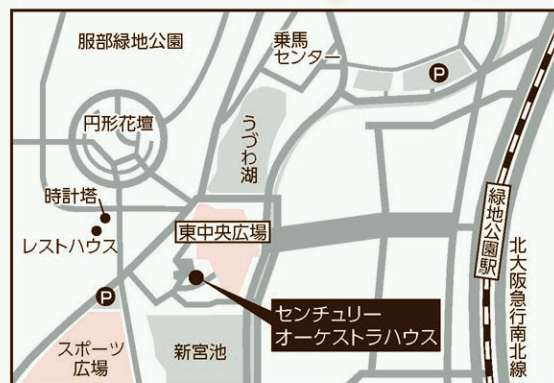 服部緑地公園
乗馬
センター
P
円形花壇
うづわ湖
時計塔
レストハウス
東中央広場
緑地公園駅
北大阪急行南北線
P
センチュリー
オーケストラハウス
スポーツ
広場
新宮池